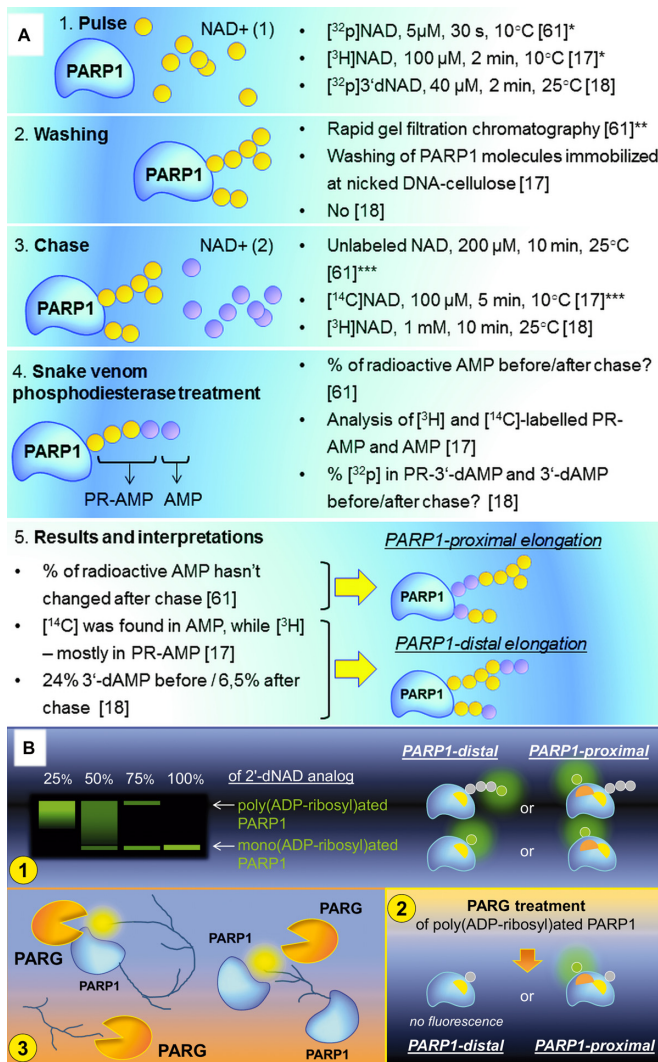 A
1. Pulse
NAD+ (1)
PARP1
• [³²p]NAD, 5µM, 30 s, 10°C [61]*
• [³H]NAD, 100 µM, 2 min, 10°C [17]*
• [³²p]3‘dNAD, 40 µM, 2 min, 25°C [18]
2. Washing
PARP1
• Rapid gel filtration chromatography [61]**
• Washing of PARP1 molecules immobilized
at nicked DNA-cellulose [17]
• No [18]
3. Chase
NAD+ (2)
PARP1
• Unlabeled NAD, 200 µM, 10 min, 25°C
[61]***
• [¹⁴C]NAD, 100 µM, 5 min, 10°C [17]***
• [³H]NAD, 1 mM, 10 min, 25°C [18]
4. Snake venom
phosphodiesterase treatment
PARP1
PR-AMP
AMP
• % of radioactive AMP before/after chase?
[61]
• Analysis of [³H] and [¹⁴C]-labelled PR-
AMP and AMP [17]
• % [³²p] in PR-3‘-dAMP and 3‘-dAMP
before/after chase? [18]
5. Results and interpretations
• % of radioactive AMP hasn’t
changed after chase [61]
• [¹⁴C] was found in AMP, while [³H]
– mostly in PR-AMP [17]
• 24% 3‘-dAMP before / 6,5% after
chase [18]
PARP1-proximal elongation
PARP1
PARP1-distal elongation
PARP1
B
25% 50% 75% 100% of 2'-dNAD analog
poly(ADP-ribosyl)ated
PARP1
mono(ADP-ribosyl)ated
PARP1
1
PARP1-distal
PARP1-proximal
or
or
PARG
PARP1
PARP1
PARG
PARP1
PARG
3
2
PARG treatment
of poly(ADP-ribosyl)ated PARP1
or
no fluorescence
PARP1-distal
PARP1-proximal